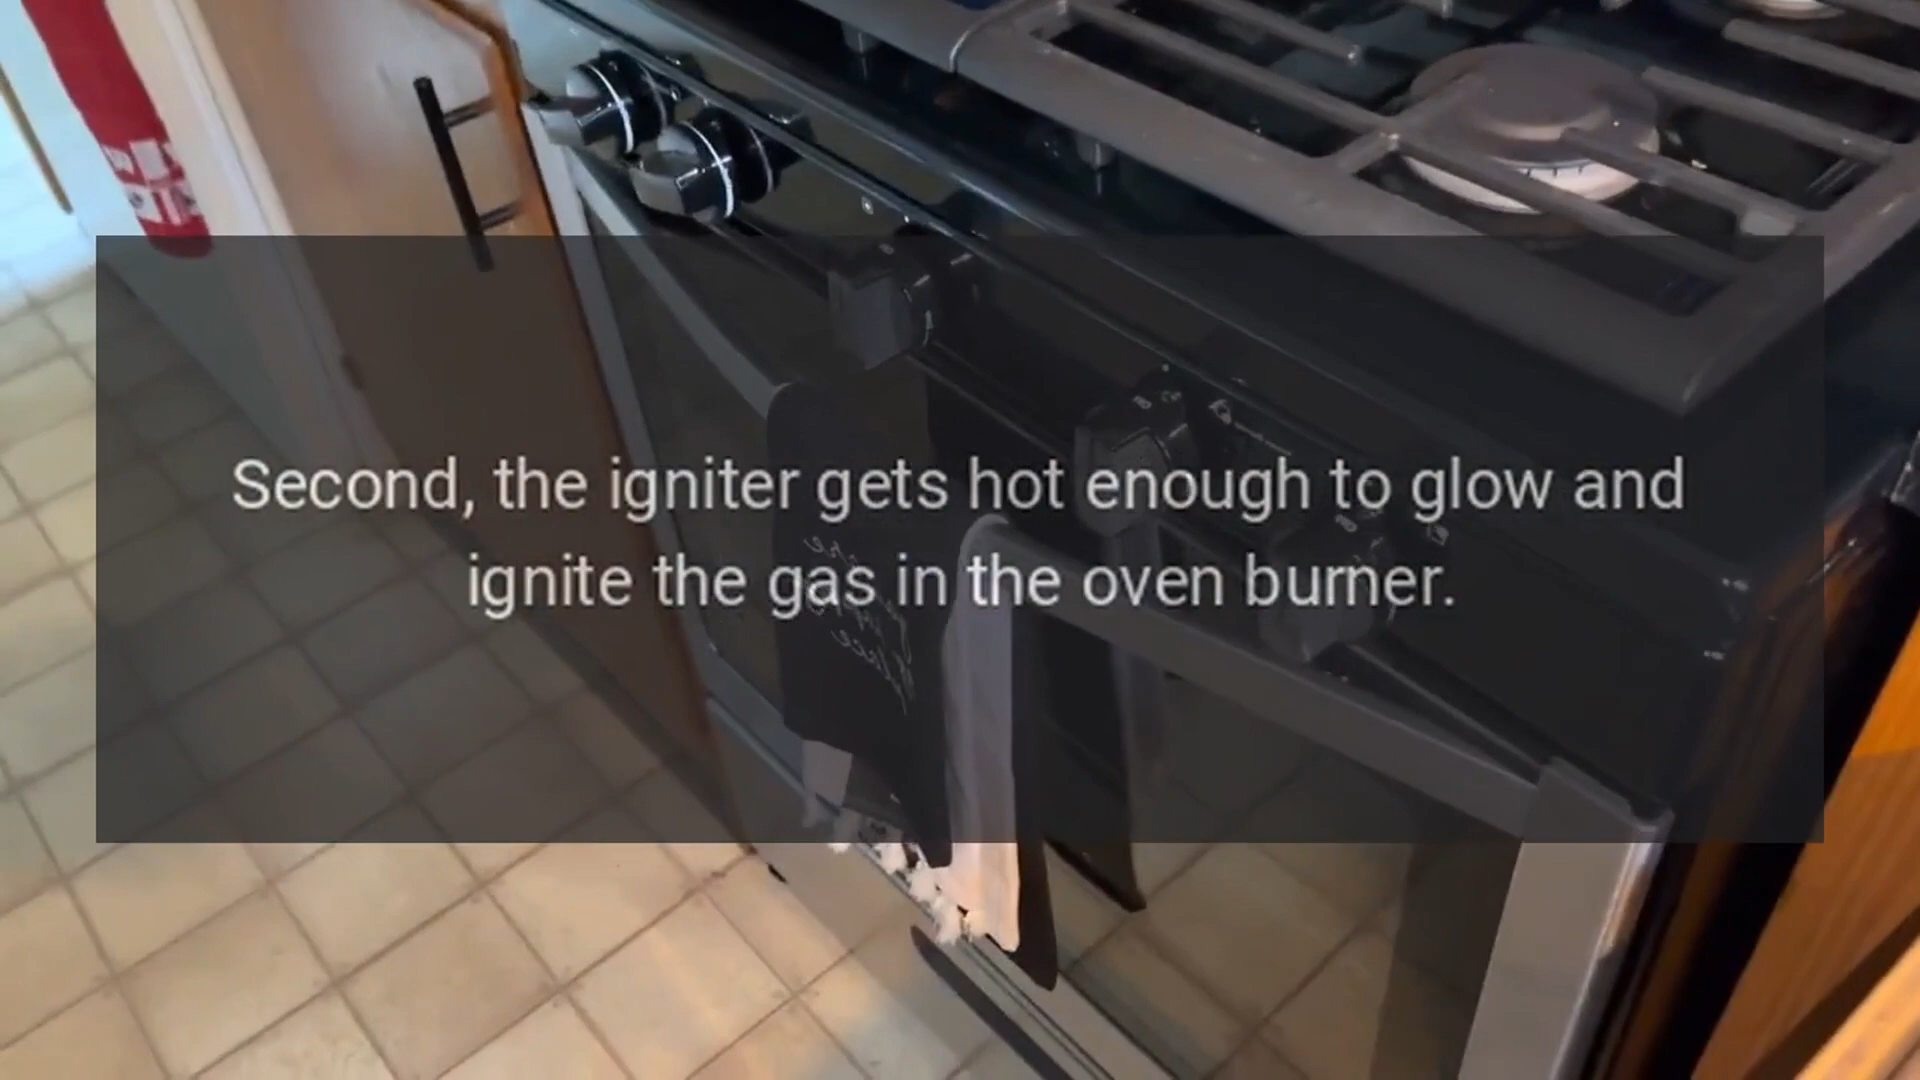 Second, the igniter gets hot enough to glow and
ignite the gas in the oven burner.